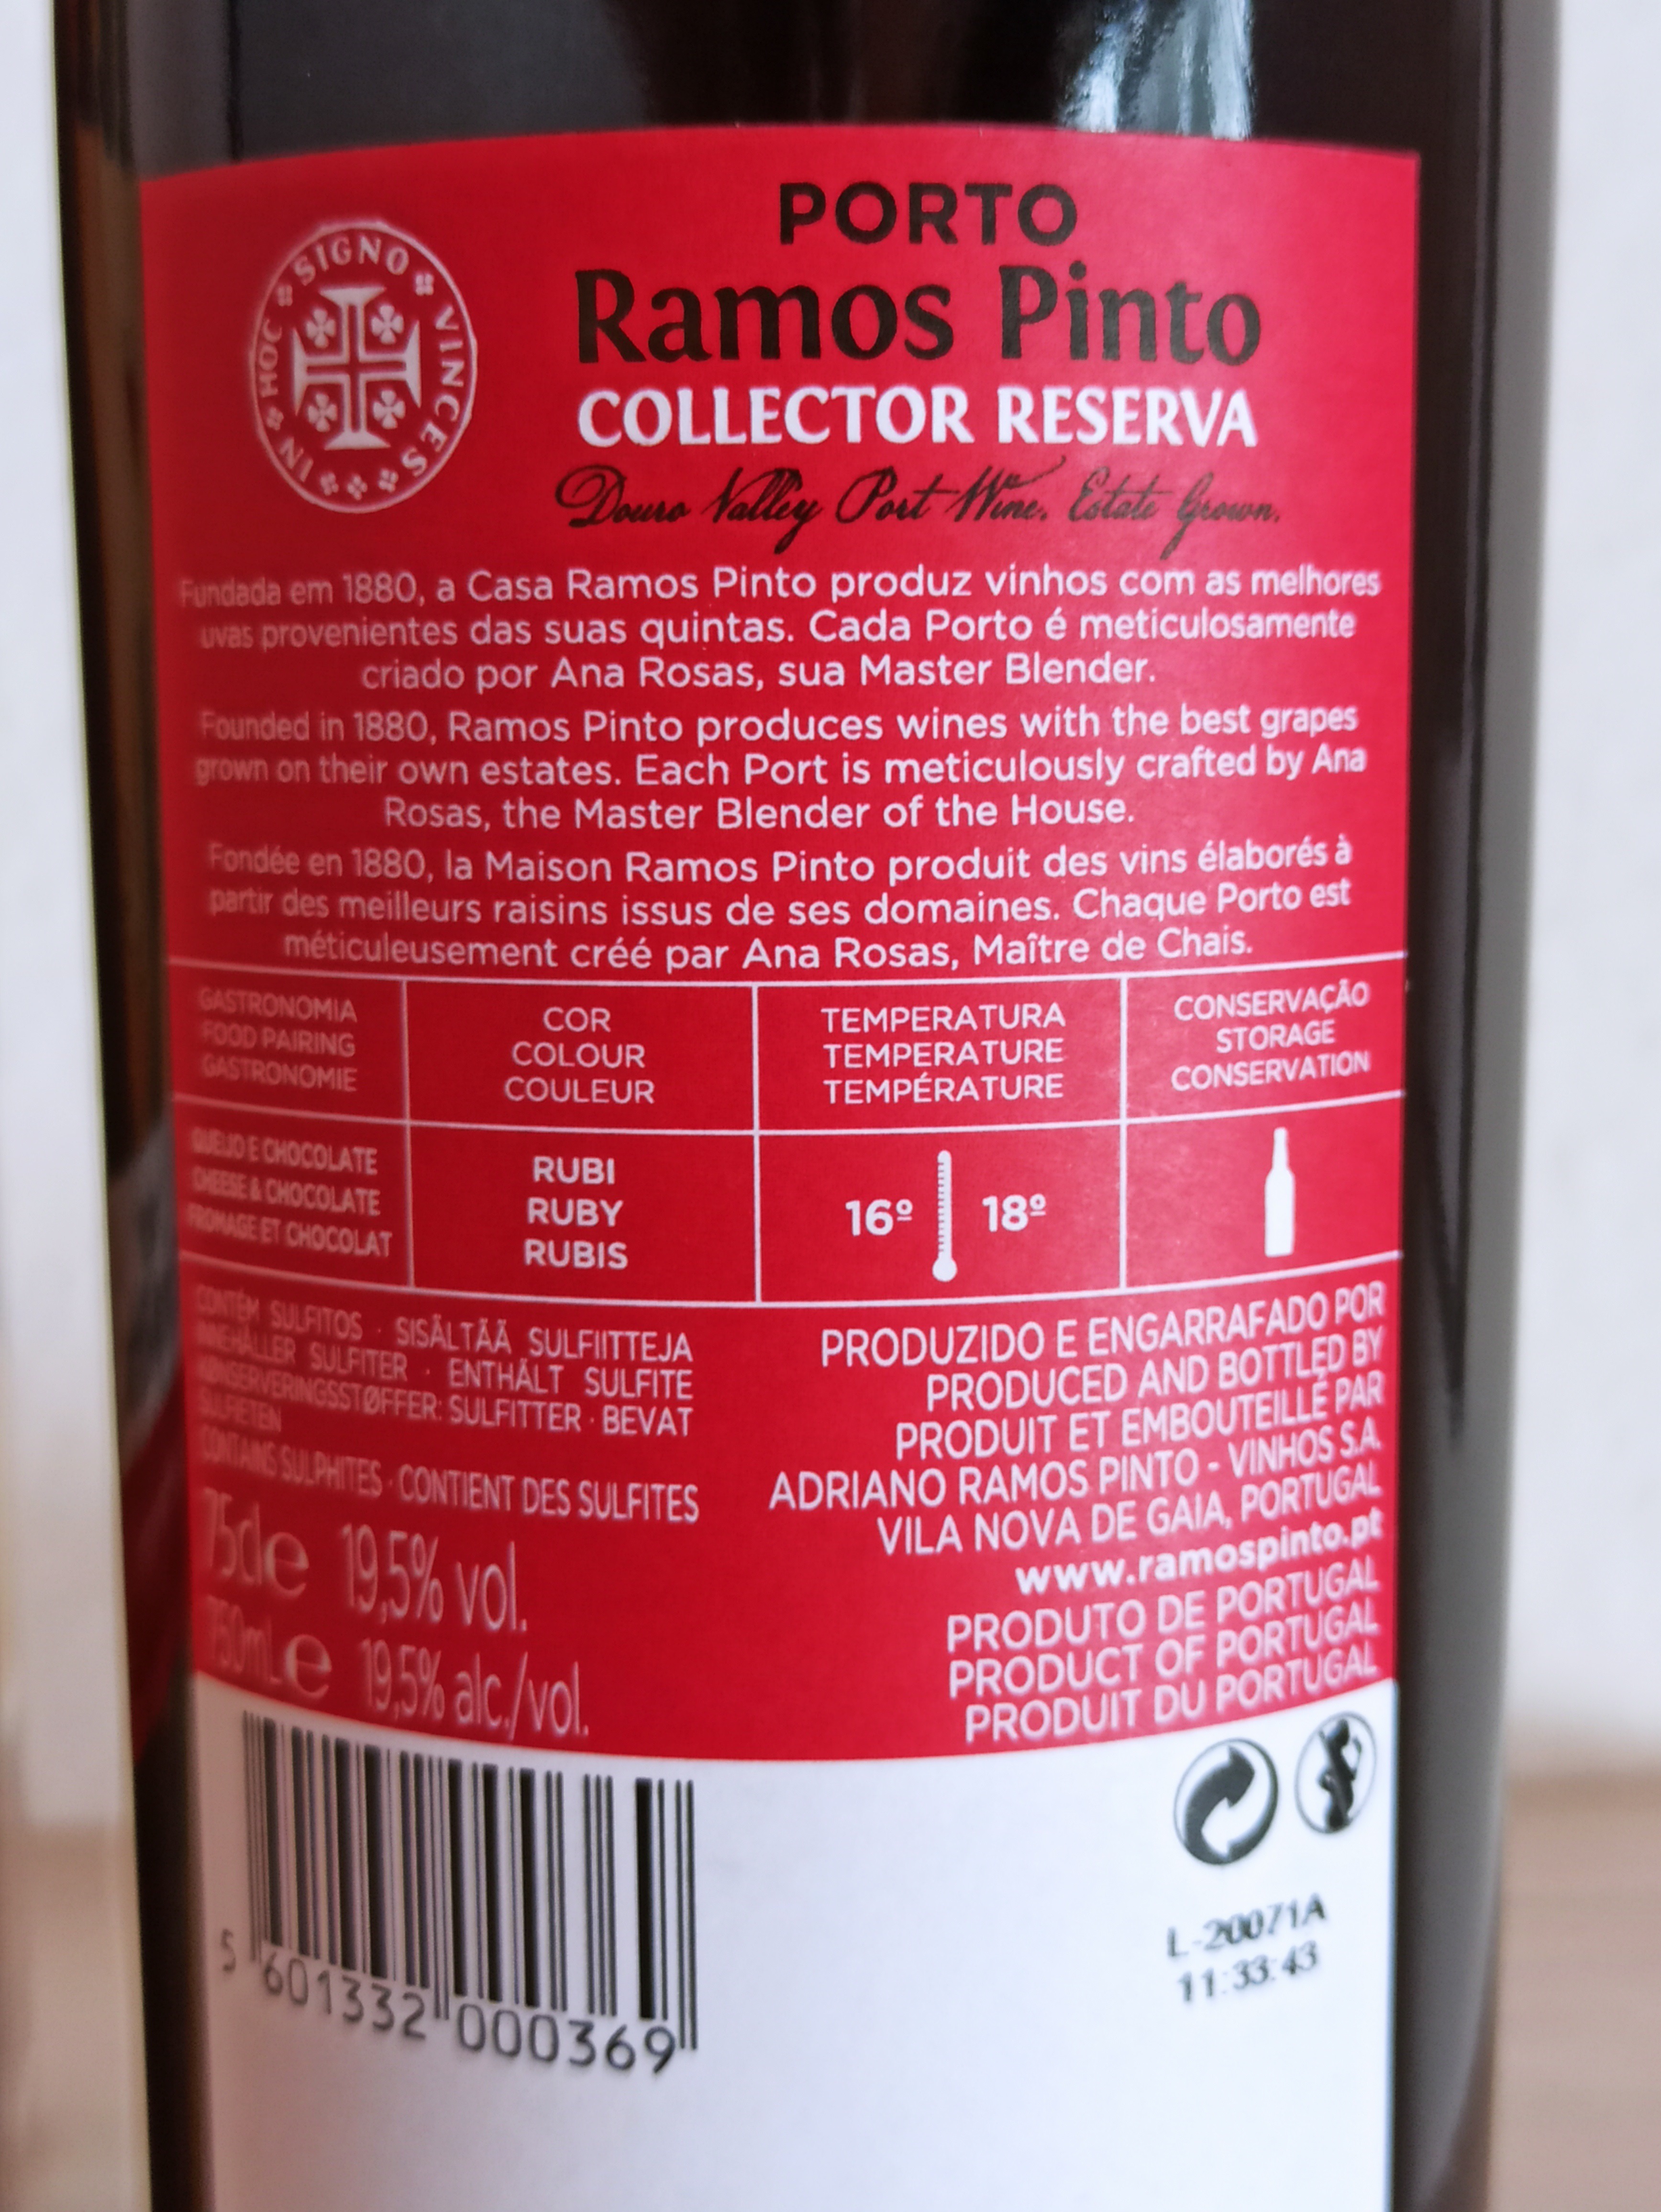 IN HOC SIGNO VINCES
PORTO
Ramos Pinto
COLLECTOR RESERVA
Douro Valley Port Wine. Estate Grown.
Fundada em 1880, a Casa Ramos Pinto produz vinhos com as melhores
uvas provenientes das suas quintas. Cada Porto é meticulosamente
criado por Ana Rosas, sua Master Blender.
Founded in 1880, Ramos Pinto produces wines with the best grapes
grown on their own estates. Each Port is meticulously crafted by Ana
Rosas, the Master Blender of the House.
Fondée en 1880, la Maison Ramos Pinto produit des vins élaborés à
partir des meilleurs raisins issus de ses domaines. Chaque Porto est
méticuleusement créé par Ana Rosas, Maître de Chais.
GASTRONOMIA
FOOD PAIRING
GASTRONOMIE
COR
COLOUR
COULEUR
TEMPERATURA
TEMPERATURE
TEMPÉRATURE
CONSERVAÇÃO
STORAGE
CONSERVATION
QUEIJO E CHOCOLATE
CHEESE & CHOCOLATE
FROMAGE ET CHOCOLAT
RUBI
RUBY
RUBIS
16º 18º
CONTÉM SULFITOS · SISÄLTÄÄ SULFIITTEJA
INNEHÅLLER SULFITER · ENTHÄLT SULFITE
KONSERVERINGSSTØFFER: SULFITTER · BEVAT
SULFIETEN
CONTAINS SULPHITES · CONTIENT DES SULFITES
75cl e 19,5% vol.
750mL e 19,5% alc./vol.
PRODUZIDO E ENGARRAFADO POR
PRODUCED AND BOTTLED BY
PRODUIT ET EMBOUTEILLÉ PAR
ADRIANO RAMOS PINTO - VINHOS S.A.
VILA NOVA DE GAIA, PORTUGAL
www.ramospinto.pt
PRODUTO DE PORTUGAL
PRODUCT OF PORTUGAL
PRODUIT DU PORTUGAL
L-20071A
11:33:43
5 601332 000369